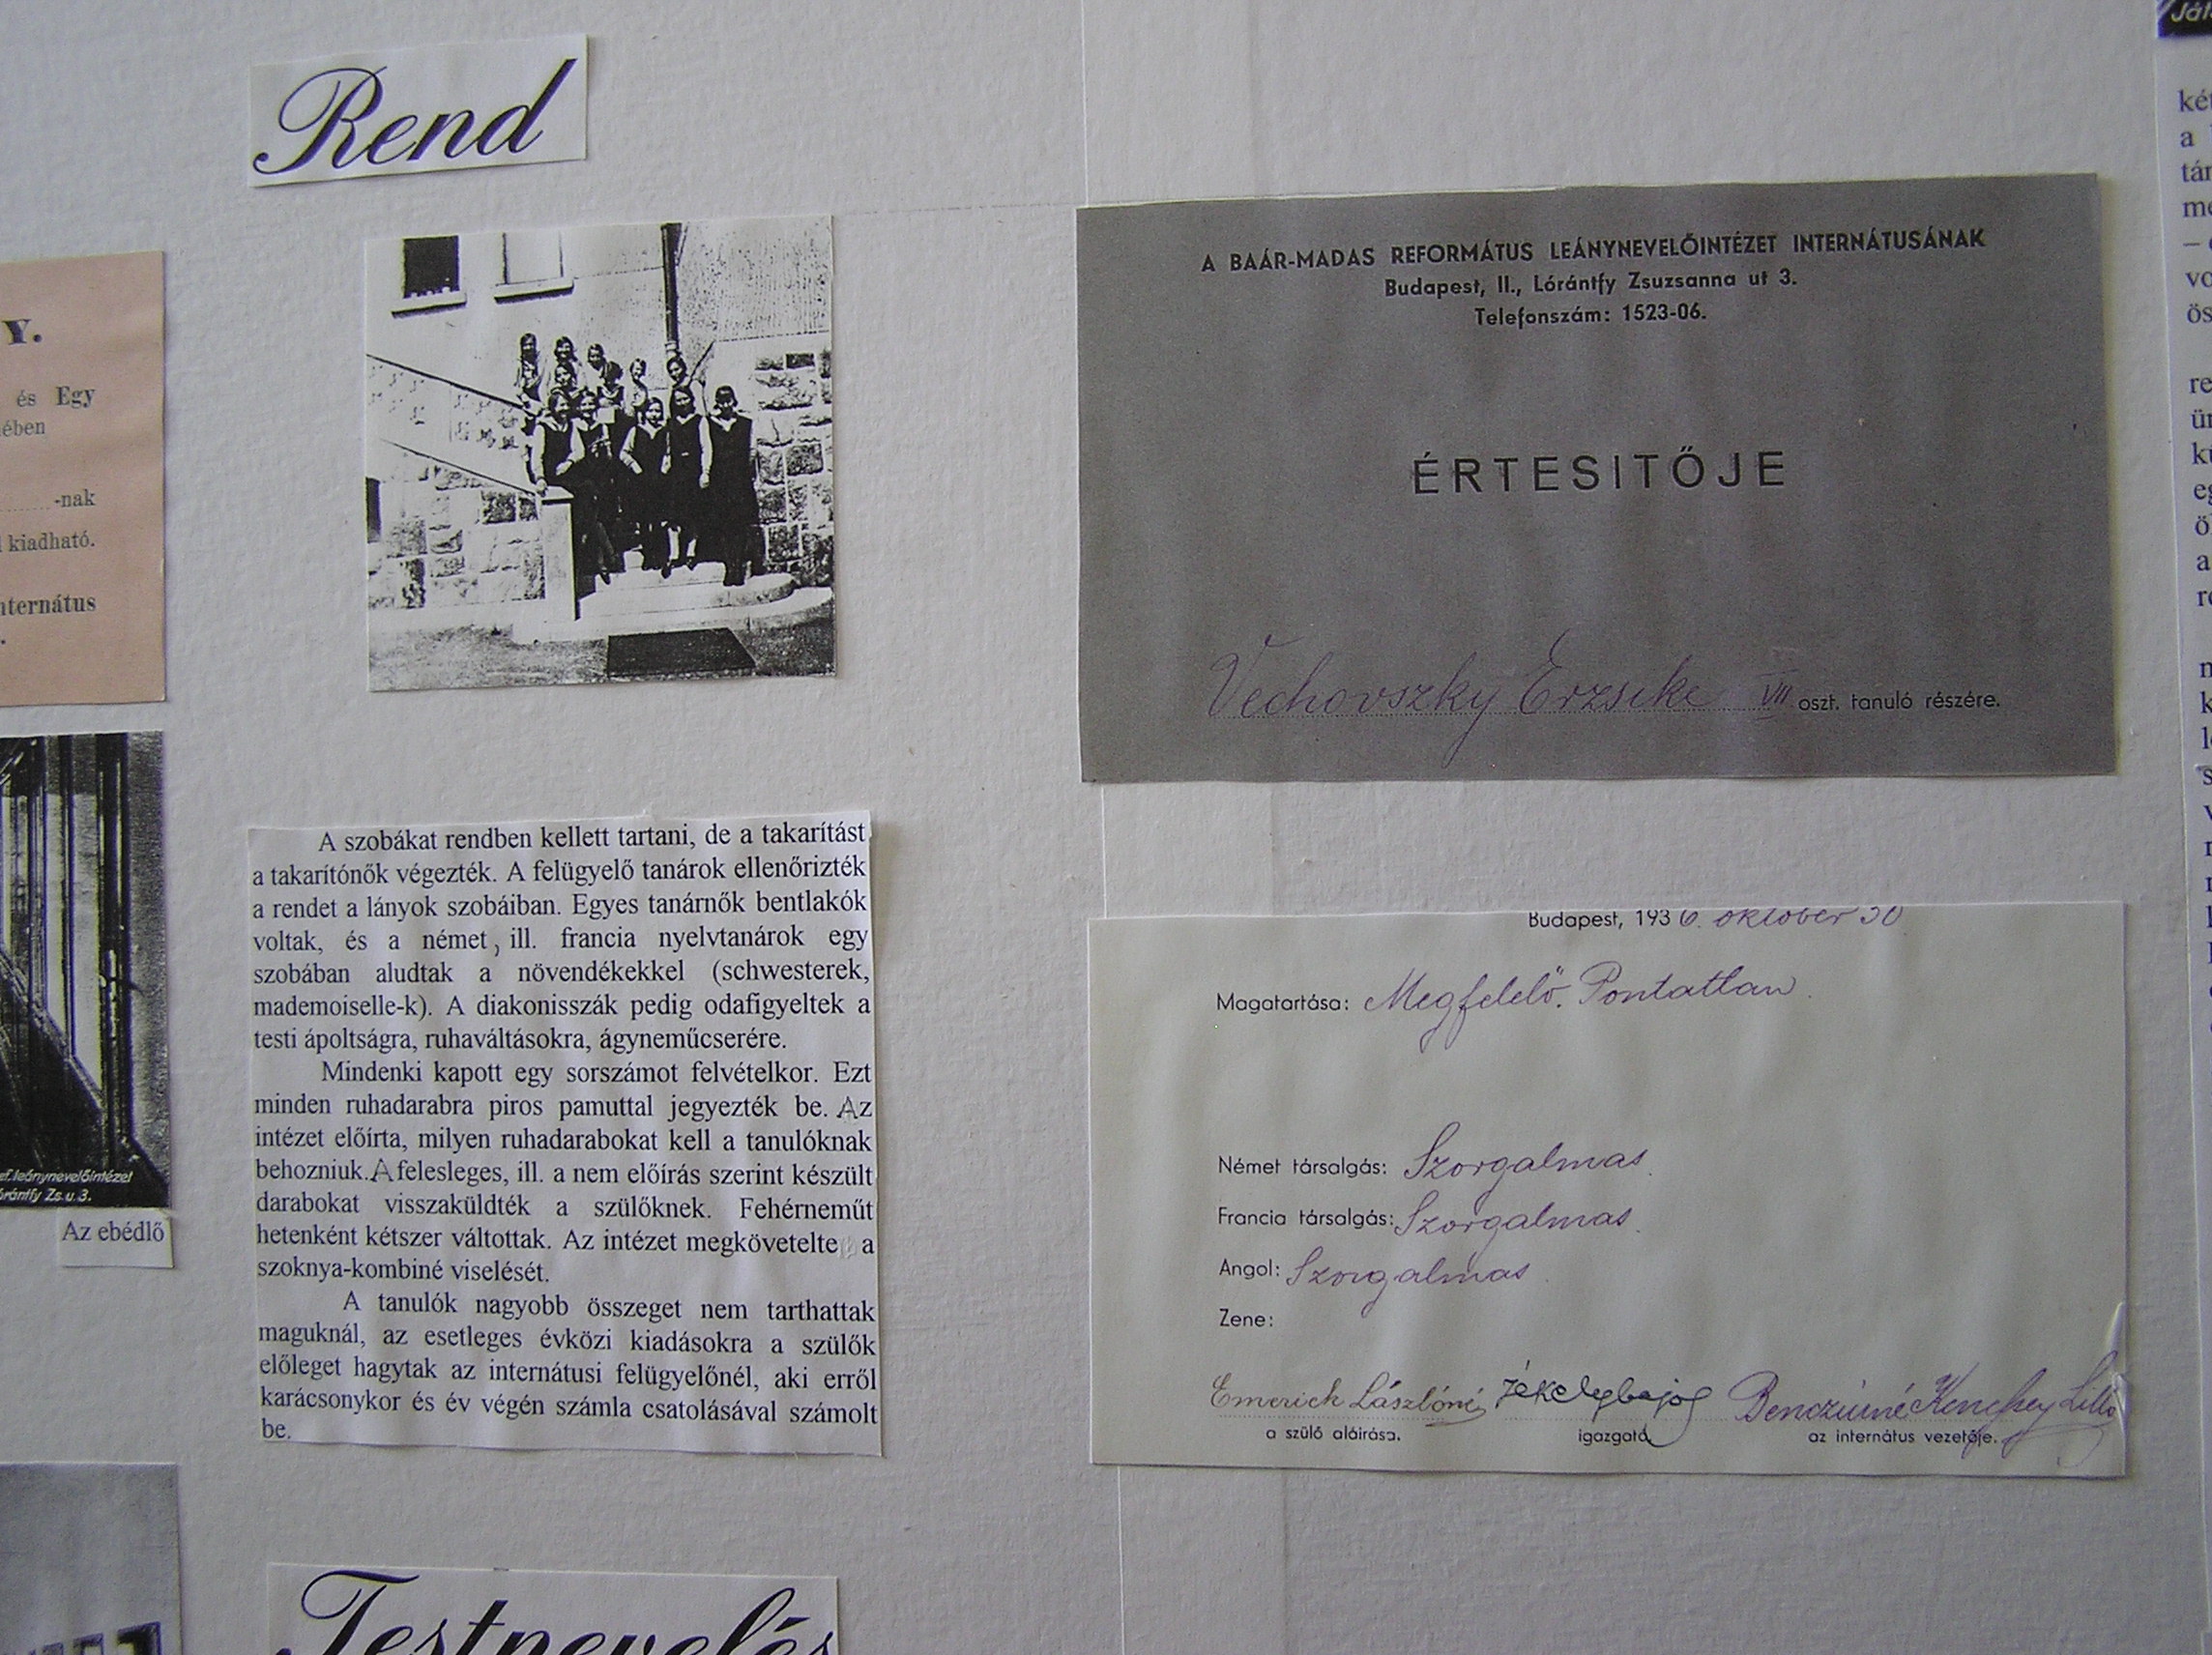 Rend
Y.
és Egy
ében
-nak
kiadható.
nternátus
ef. leánynevelőintézet
órántfy Zs. u. 3.
Az ebédlő
A szobákat rendben kellett tartani, de a takarítást
a takarítónők végezték. A felügyelő tanárok ellenőrizték
a rendet a lányok szobáiban. Egyes tanárnők bentlakók
voltak, és a német, ill. francia nyelvtanárok egy
szobában aludtak a növendékekkel (schwesterek,
mademoiselle-k). A diakonisszák pedig odafigyeltek a
testi ápoltságra, ruhaváltásokra, ágyneműcserére.
Mindenki kapott egy sorszámot felvételkor. Ezt
minden ruhadarabra piros pamuttal jegyezték be. Az
intézet előírta, milyen ruhadarabokat kell a tanulóknak
behozniuk. A felesleges, ill. a nem előírás szerint készült
darabokat visszaküldték a szülőknek. Fehérneműt
hetenként kétszer váltottak. Az intézet megkövetelte a
szoknya-kombiné viselését.
A tanulók nagyobb összeget nem tarthattak
maguknál, az esetleges évközi kiadásokra a szülők
előleget hagytak az internátusi felügyelőnél, aki erről
karácsonykor és év végén számla csatolásával számolt
be.
Testnevelés
A BAÁR-MADAS REFORMÁTUS LEÁNYNEVELŐINTÉZET INTERNÁTUSÁNAK
Budapest, II., Lórántfy Zsuzsanna ut 3.
Telefonszám: 1523-06.
ÉRTESITŐJE
Vechovszky Erzsike VII oszt. tanuló részére.
Budapest, 1936. október 30
Magatartása: Megfelelő. Pontatlan.
Német társalgás: Szorgalmas.
Francia társalgás: Szorgalmas.
Angol: Szorgalmas.
Zene:
Emerich Lászlóné
a szülő aláirása.
igazgató.
az internátus vezetője.